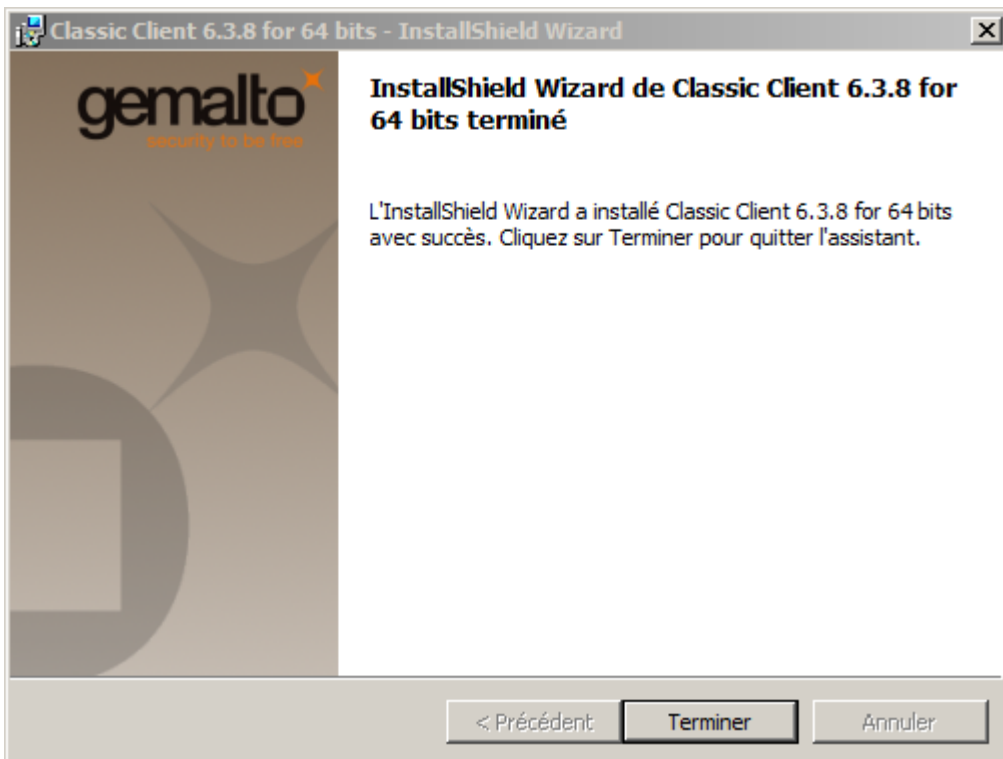 Classic Client 6.3.8 for 64 bits - InstallShield Wizard
gemalto
security to be free
InstallShield Wizard de Classic Client 6.3.8 for
64 bits terminé
L'InstallShield Wizard a installé Classic Client 6.3.8 for 64 bits
avec succès. Cliquez sur Terminer pour quitter l'assistant.
< Précédent
Terminer
Annuler